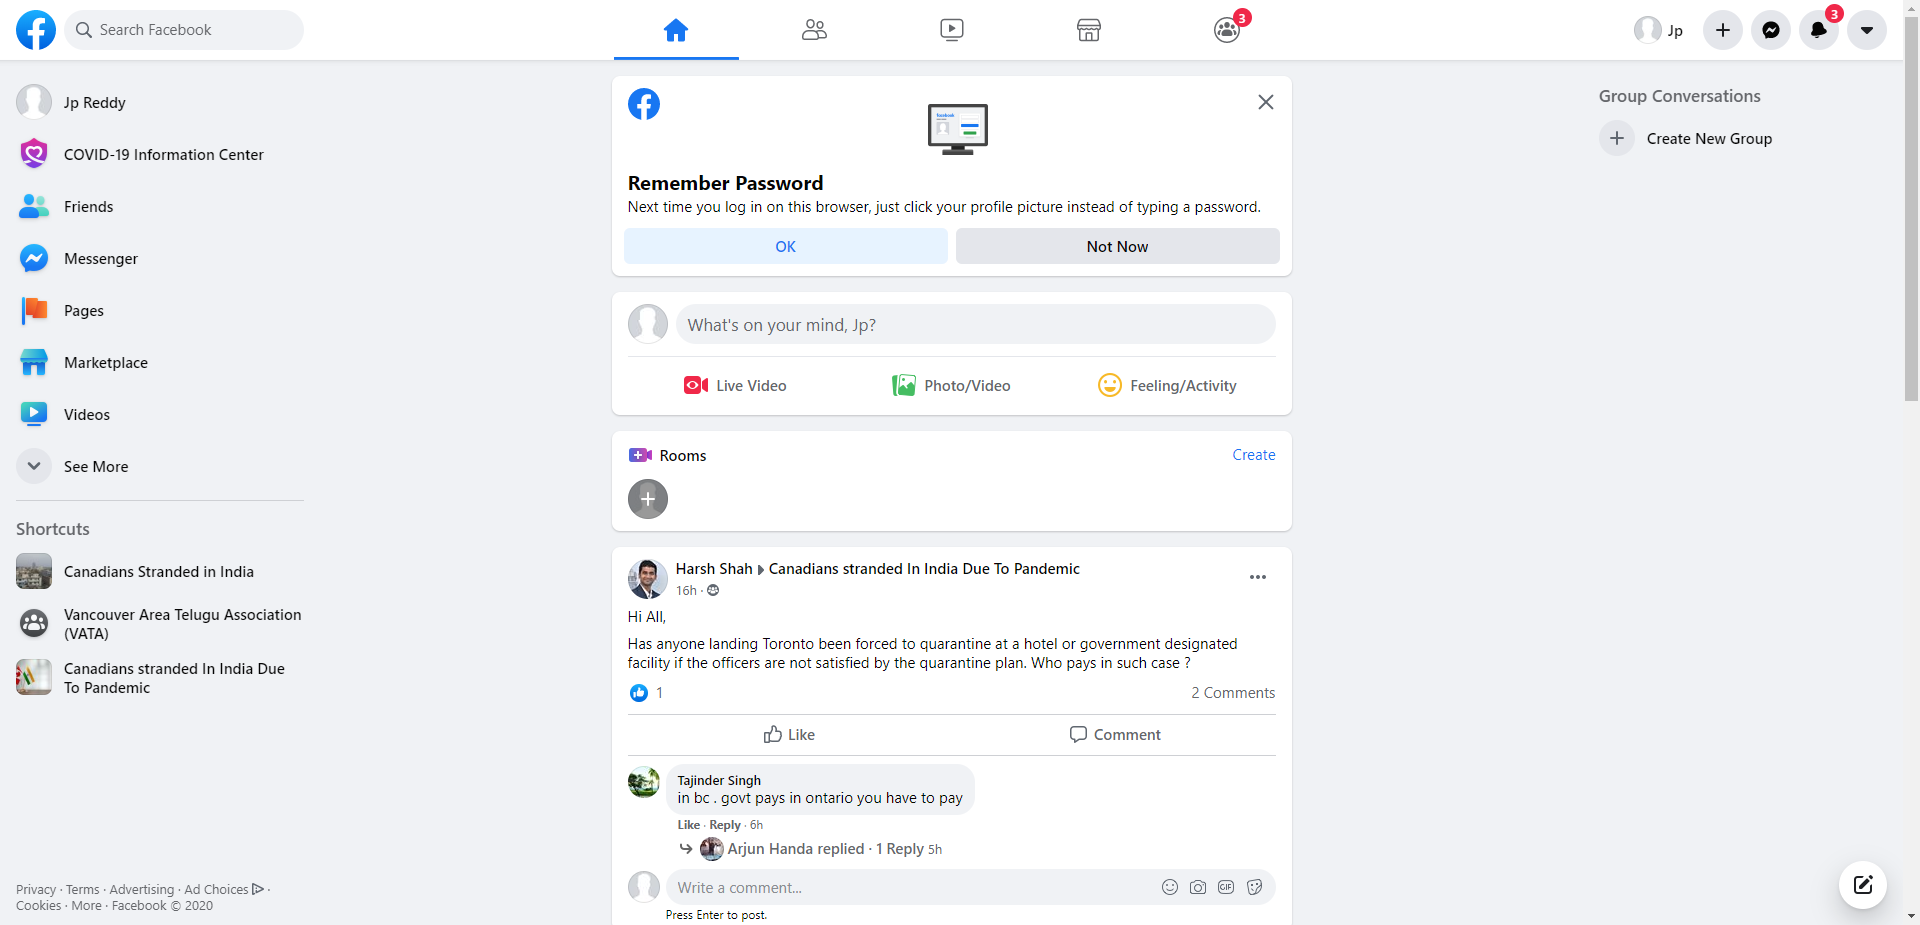 Search Facebook
3
Jp
3
Jp Reddy
COVID-19 Information Center
Friends
Messenger
Pages
Marketplace
Videos
See More
Shortcuts
Canadians Stranded in India
Vancouver Area Telugu Association
(VATA)
Canadians stranded In India Due
To Pandemic
Privacy · Terms · Advertising · Ad Choices ·
Cookies · More · Facebook © 2020
facebook
Remember Password
Next time you log in on this browser, just click your profile picture instead of typing a password.
OK
Not Now
What's on your mind, Jp?
Live Video
Photo/Video
Feeling/Activity
Rooms
Create
Harsh Shah Canadians stranded In India Due To Pandemic
16h ·
Hi All,
Has anyone landing Toronto been forced to quarantine at a hotel or government designated
facility if the officers are not satisfied by the quarantine plan. Who pays in such case ?
1
2 Comments
Like
Comment
Tajinder Singh
in bc . govt pays in ontario you have to pay
Like · Reply · 6h
Arjun Handa replied · 1 Reply 5h
Write a comment...
GIF
Press Enter to post.
Group Conversations
Create New Group